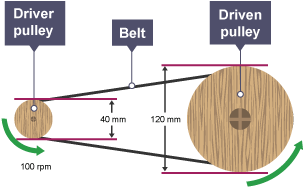 Driver
pulley
Belt
Driven
pulley
40 mm
120 mm
100 rpm